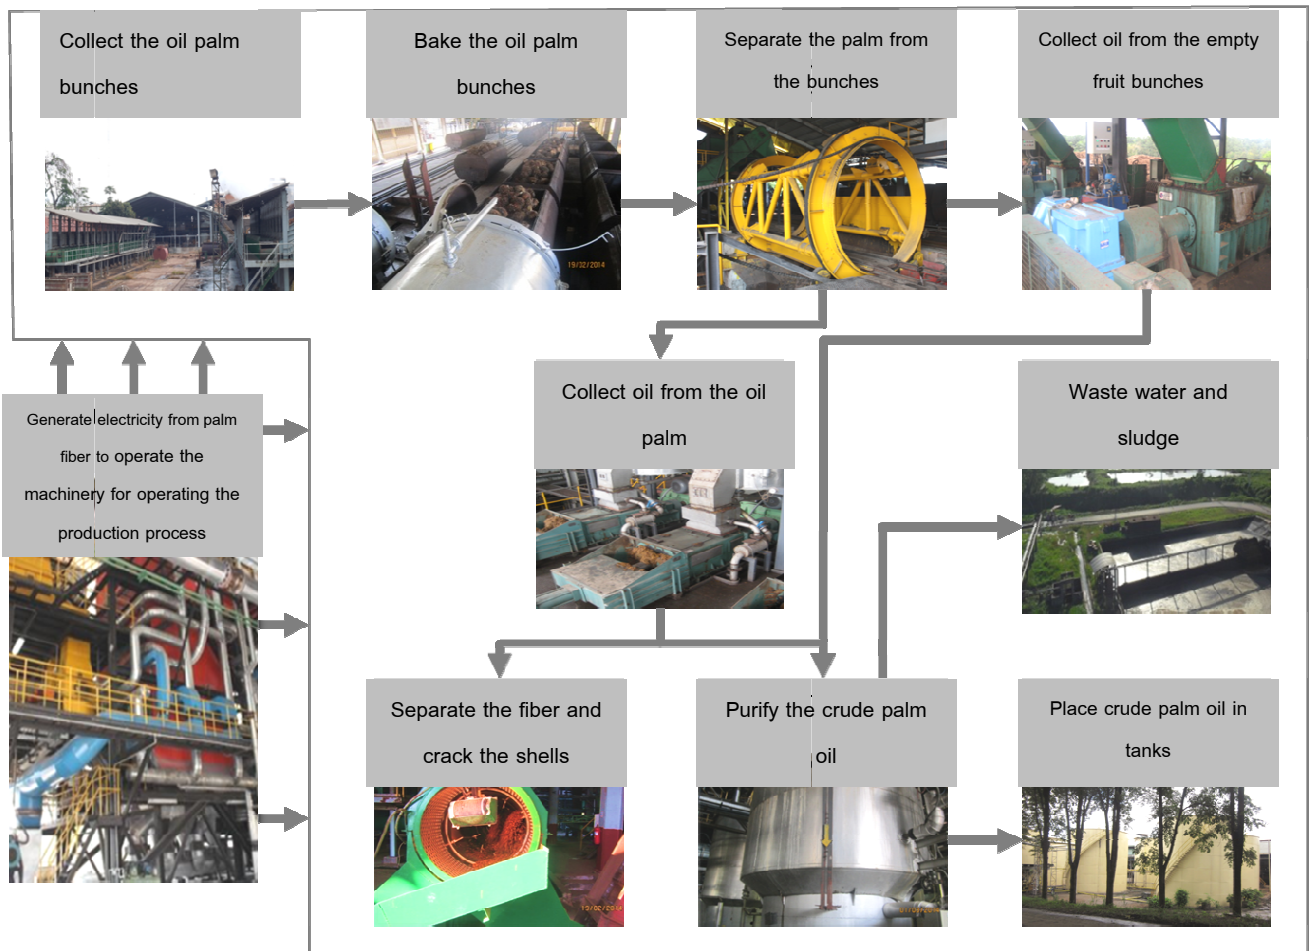 Collect the oil palm
bunches
Bake the oil palm
bunches
Separate the palm from
the bunches
Collect oil from the empty
fruit bunches
19/02/2014
Collect oil from the oil
palm
Waste water and
sludge
Generate electricity from palm
fiber to operate the
machinery for operating the
production process
Separate the fiber and
crack the shells
Purify the crude palm
oil
Place crude palm oil in
tanks